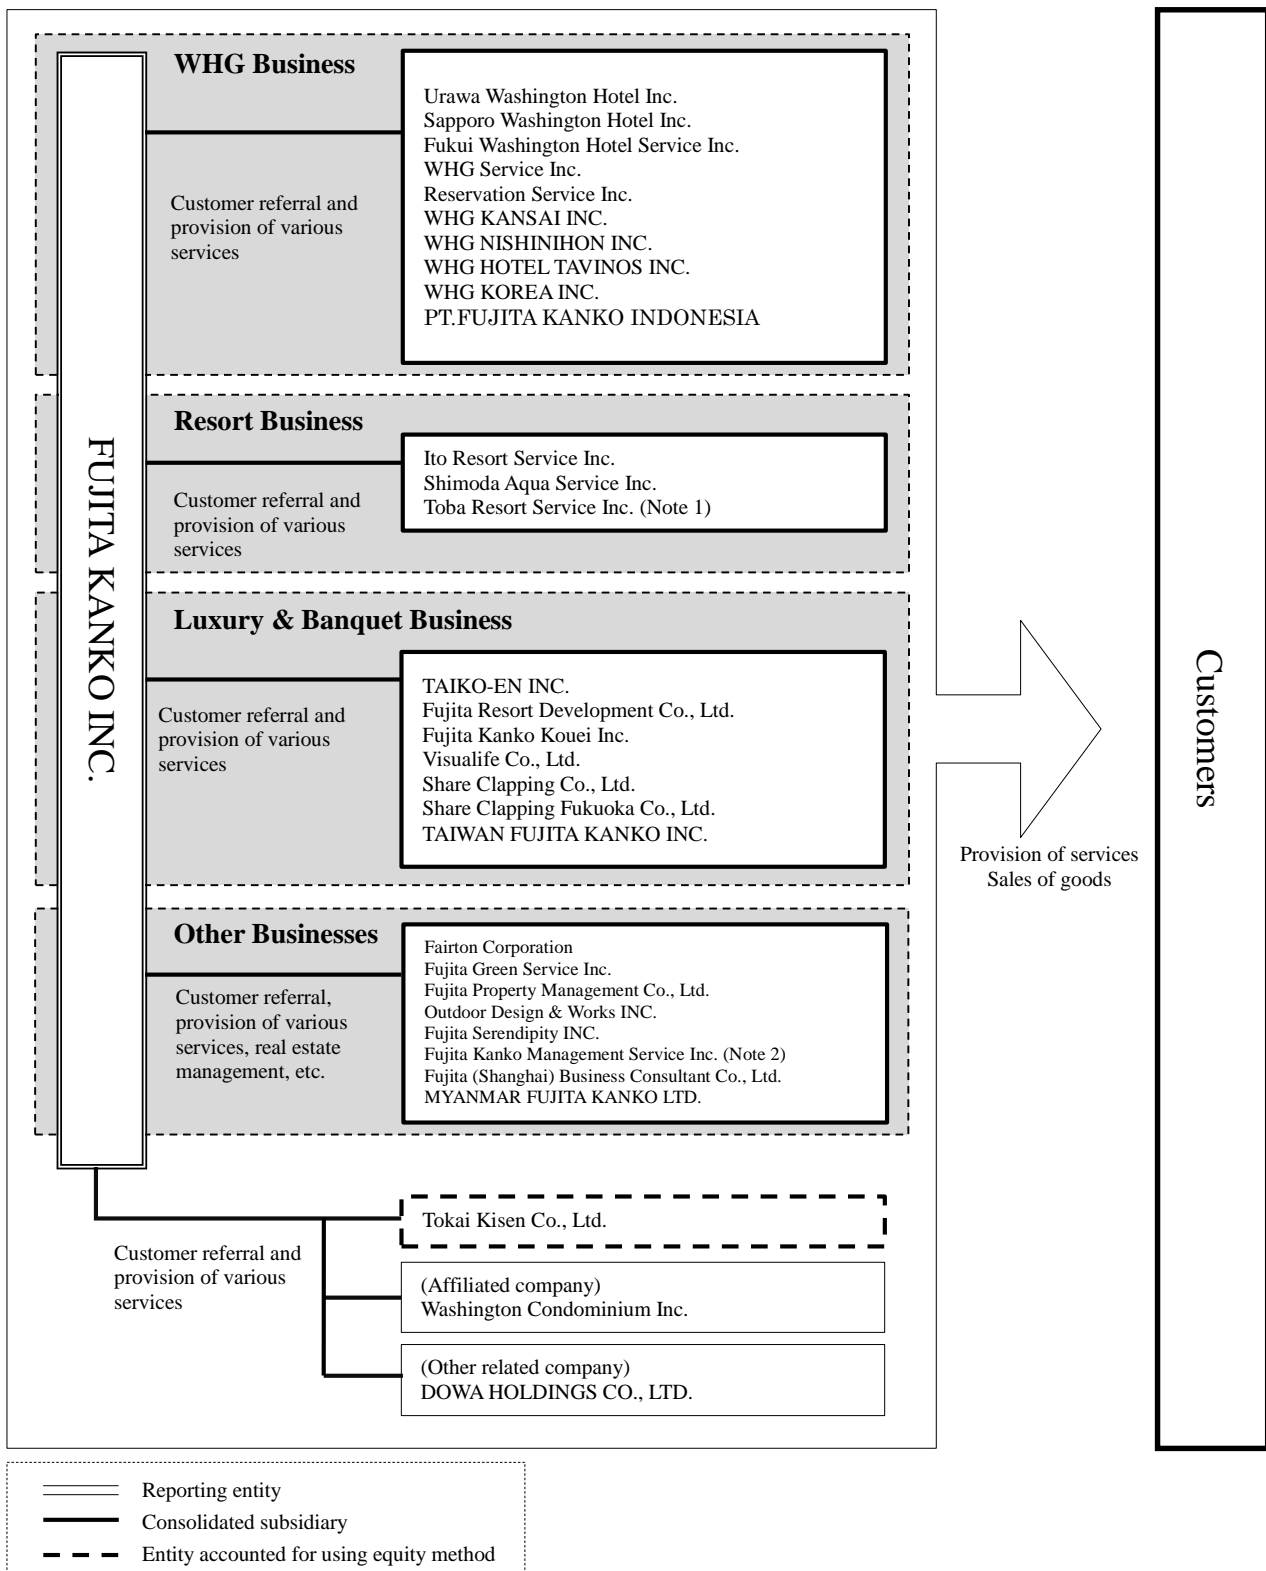 FUJITA KANKO INC.
WHG Business
Customer referral and
provision of various
services
Urawa Washington Hotel Inc.
Sapporo Washington Hotel Inc.
Fukui Washington Hotel Service Inc.
WHG Service Inc.
Reservation Service Inc.
WHG KANSAI INC.
WHG NISHINIHON INC.
WHG HOTEL TAVINOS INC.
WHG KOREA INC.
PT.FUJITA KANKO INDONESIA
Resort Business
Customer referral and
provision of various
services
Ito Resort Service Inc.
Shimoda Aqua Service Inc.
Toba Resort Service Inc. (Note 1)
Luxury & Banquet Business
Customer referral and
provision of various
services
TAIKO-EN INC.
Fujita Resort Development Co., Ltd.
Fujita Kanko Kouei Inc.
Visualife Co., Ltd.
Share Clapping Co., Ltd.
Share Clapping Fukuoka Co., Ltd.
TAIWAN FUJITA KANKO INC.
Other Businesses
Customer referral,
provision of various
services, real estate
management, etc.
Fairton Corporation
Fujita Green Service Inc.
Fujita Property Management Co., Ltd.
Outdoor Design & Works INC.
Fujita Serendipity INC.
Fujita Kanko Management Service Inc. (Note 2)
Fujita (Shanghai) Business Consultant Co., Ltd.
MYANMAR FUJITA KANKO LTD.
Customer referral and
provision of various
services
Tokai Kisen Co., Ltd.
(Affiliated company)
Washington Condominium Inc.
(Other related company)
DOWA HOLDINGS CO., LTD.
Provision of services
Sales of goods
Customers
Reporting entity
Consolidated subsidiary
Entity accounted for using equity method